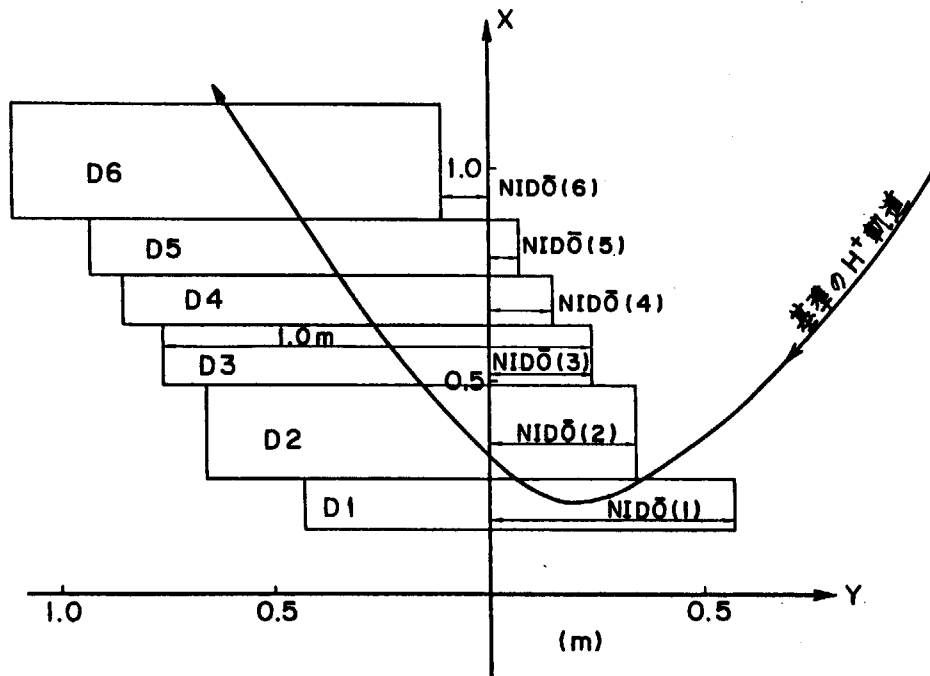 X
D6
1.0
NIDŌ(6)
D5
NIDŌ(5)
D4
NIDŌ(4)
基準のH⁺軌道
1.0m
D3
NIDŌ(3)
0.5
D2
NIDŌ(2)
D1
NIDŌ(1)
1.0
0.5
0.5
Y
(m)